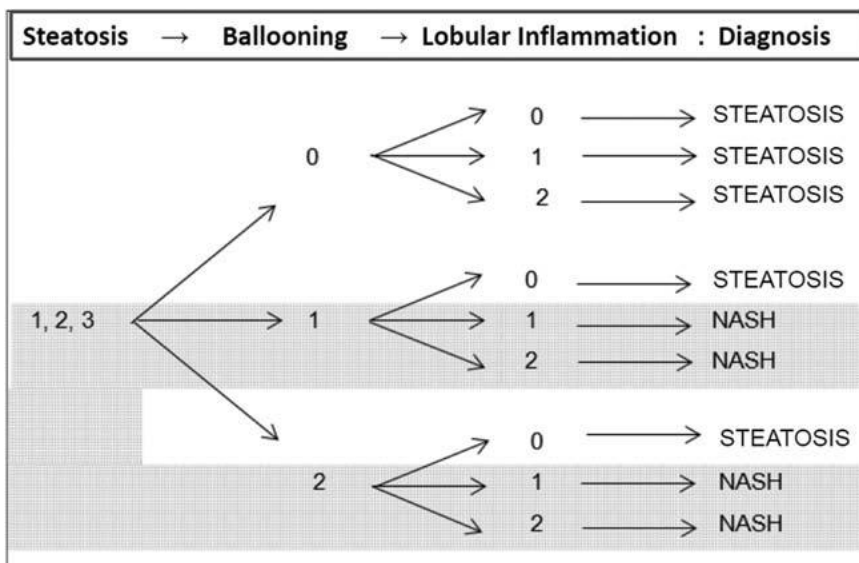 Steatosis → Ballooning → Lobular Inflammation : Diagnosis
0 → STEATOSIS
0 1 → STEATOSIS
2 → STEATOSIS
0 → STEATOSIS
1, 2, 3 1 1 → NASH
2 → NASH
0 → STEATOSIS
2 1 → NASH
2 → NASH